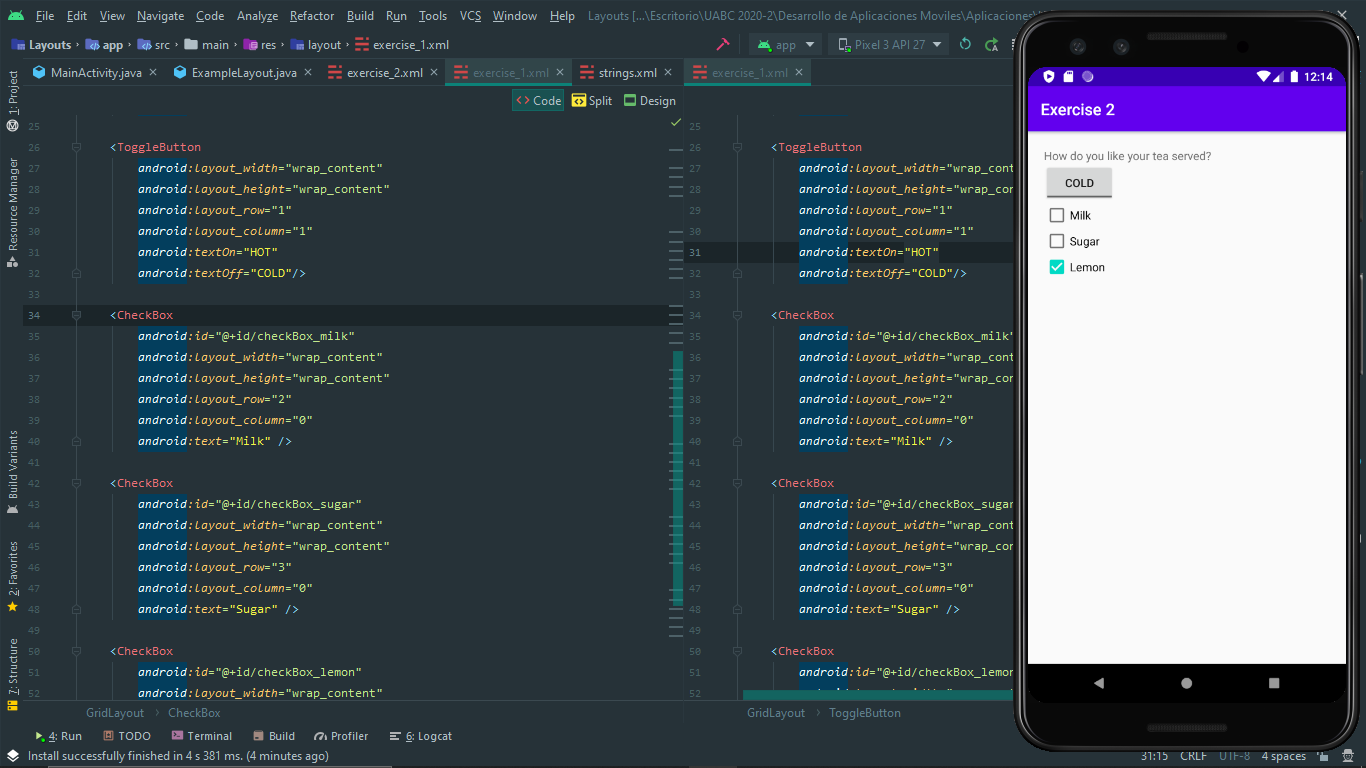 File Edit View Navigate Code Analyze Refactor Build Run Tools VCS Window Help Layouts [...\Escritorio\UABC 2020-2\Desarrollo de Aplicaciones Moviles\Aplicaciones\
Layouts app src main res layout exercise_1.xml app Pixel 3 API 27
MainActivity.java ExampleLayout.java exercise_2.xml exercise_1.xml strings.xml exercise_1.xml
Code Split Design
1: Project
Resource Manager
Build Variants
2: Favorites
7: Structure
25
26 <ToggleButton
27 android:layout_width="wrap_content"
28 android:layout_height="wrap_content"
29 android:layout_row="1"
30 android:layout_column="1"
31 android:textOn="HOT"
32 android:textOff="COLD"/>
33
34 <CheckBox
35 android:id="@+id/checkBox_milk"
36 android:layout_width="wrap_content"
37 android:layout_height="wrap_content"
38 android:layout_row="2"
39 android:layout_column="0"
40 android:text="Milk" />
41
42 <CheckBox
43 android:id="@+id/checkBox_sugar"
44 android:layout_width="wrap_content"
45 android:layout_height="wrap_content"
46 android:layout_row="3"
47 android:layout_column="0"
48 android:text="Sugar" />
49
50 <CheckBox
51 android:id="@+id/checkBox_lemon"
52 android:layout_width="wrap_content"
GridLayout CheckBox
25
26 <ToggleButton
27 android:layout_width="wrap_cont
28 android:layout_height="wrap_con
29 android:layout_row="1"
30 android:layout_column="1"
31 android:textOn="HOT"
32 android:textOff="COLD"/>
33
34 <CheckBox
35 android:id="@+id/checkBox_milk"
36 android:layout_width="wrap_cont
37 android:layout_height="wrap_con
38 android:layout_row="2"
39 android:layout_column="0"
40 android:text="Milk" />
41
42 <CheckBox
43 android:id="@+id/checkBox_sugar
44 android:layout_width="wrap_cont
45 android:layout_height="wrap_con
46 android:layout_row="3"
47 android:layout_column="0"
48 android:text="Sugar" />
49
50 <CheckBox
51 android:id="@+id/checkBox_lemon
52
GridLayout ToggleButton
12:14
Exercise 2
How do you like your tea served?
COLD
Milk
Sugar
Lemon
4: Run TODO Terminal Build Profiler 6: Logcat
Install successfully finished in 4 s 381 ms. (4 minutes ago) 31:15 CRLF UTF-8 4 spaces